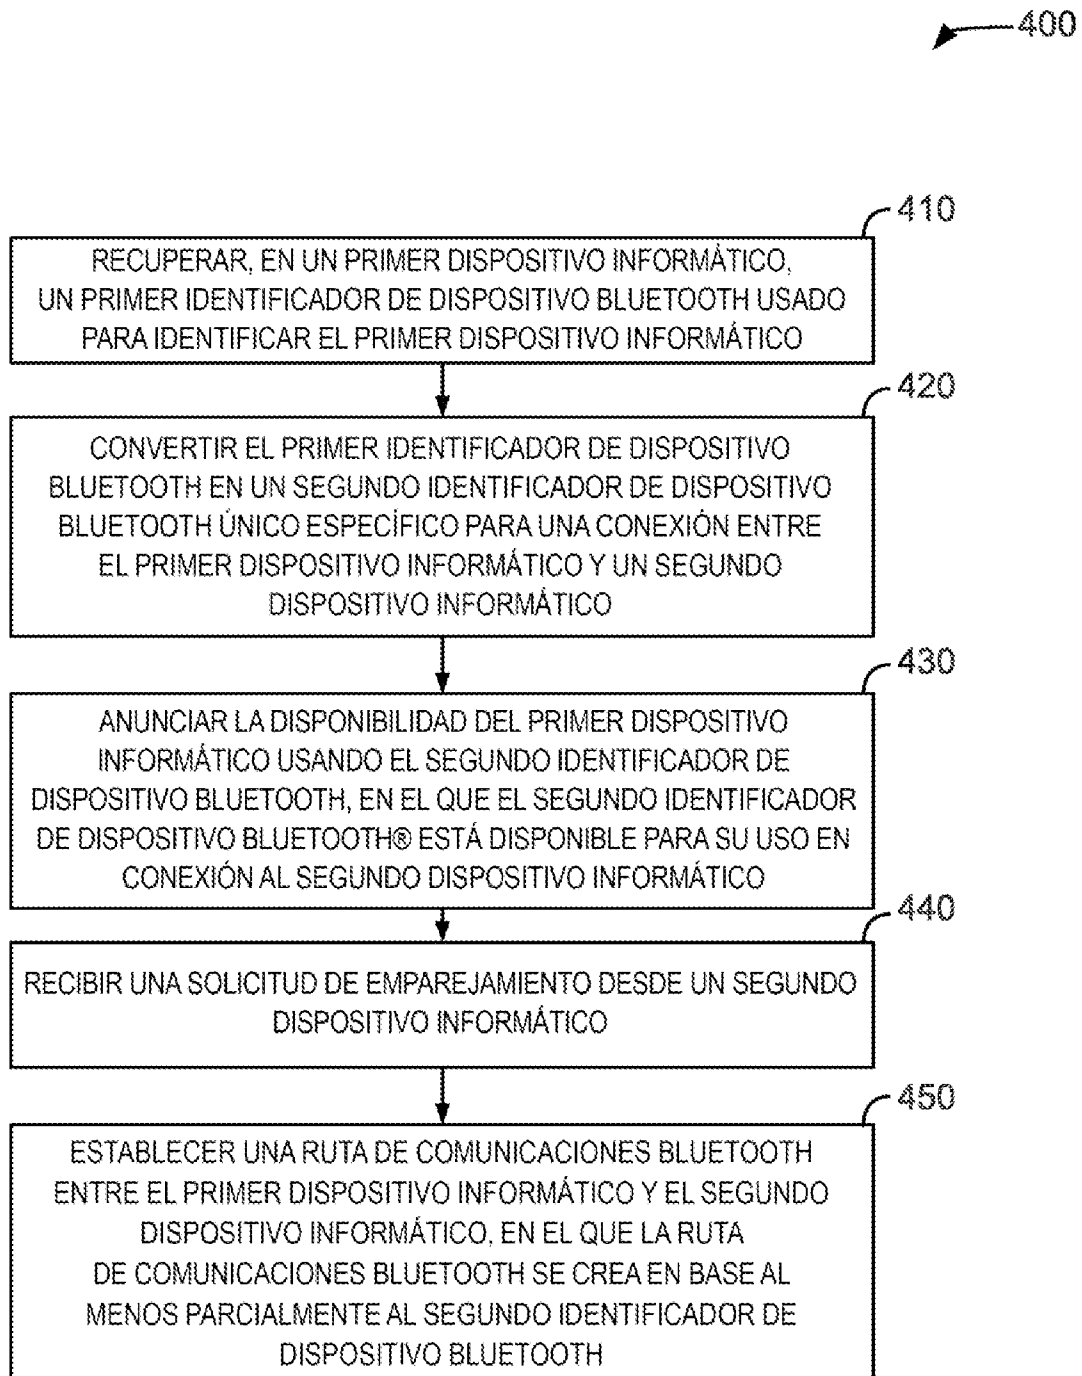 400
410
RECUPERAR, EN UN PRIMER DISPOSITIVO INFORMÁTICO,
UN PRIMER IDENTIFICADOR DE DISPOSITIVO BLUETOOTH USADO
PARA IDENTIFICAR EL PRIMER DISPOSITIVO INFORMÁTICO
420
CONVERTIR EL PRIMER IDENTIFICADOR DE DISPOSITIVO
BLUETOOTH EN UN SEGUNDO IDENTIFICADOR DE DISPOSITIVO
BLUETOOTH ÚNICO ESPECÍFICO PARA UNA CONEXIÓN ENTRE
EL PRIMER DISPOSITIVO INFORMÁTICO Y UN SEGUNDO
DISPOSITIVO INFORMÁTICO
430
ANUNCIAR LA DISPONIBILIDAD DEL PRIMER DISPOSITIVO
INFORMÁTICO USANDO EL SEGUNDO IDENTIFICADOR DE
DISPOSITIVO BLUETOOTH, EN EL QUE EL SEGUNDO IDENTIFICADOR
DE DISPOSITIVO BLUETOOTH® ESTÁ DISPONIBLE PARA SU USO EN
CONEXIÓN AL SEGUNDO DISPOSITIVO INFORMÁTICO
440
RECIBIR UNA SOLICITUD DE EMPAREJAMIENTO DESDE UN SEGUNDO
DISPOSITIVO INFORMÁTICO
450
ESTABLECER UNA RUTA DE COMUNICACIONES BLUETOOTH
ENTRE EL PRIMER DISPOSITIVO INFORMÁTICO Y EL SEGUNDO
DISPOSITIVO INFORMÁTICO, EN EL QUE LA RUTA
DE COMUNICACIONES BLUETOOTH SE CREA EN BASE AL
MENOS PARCIALMENTE AL SEGUNDO IDENTIFICADOR DE
DISPOSITIVO BLUETOOTH